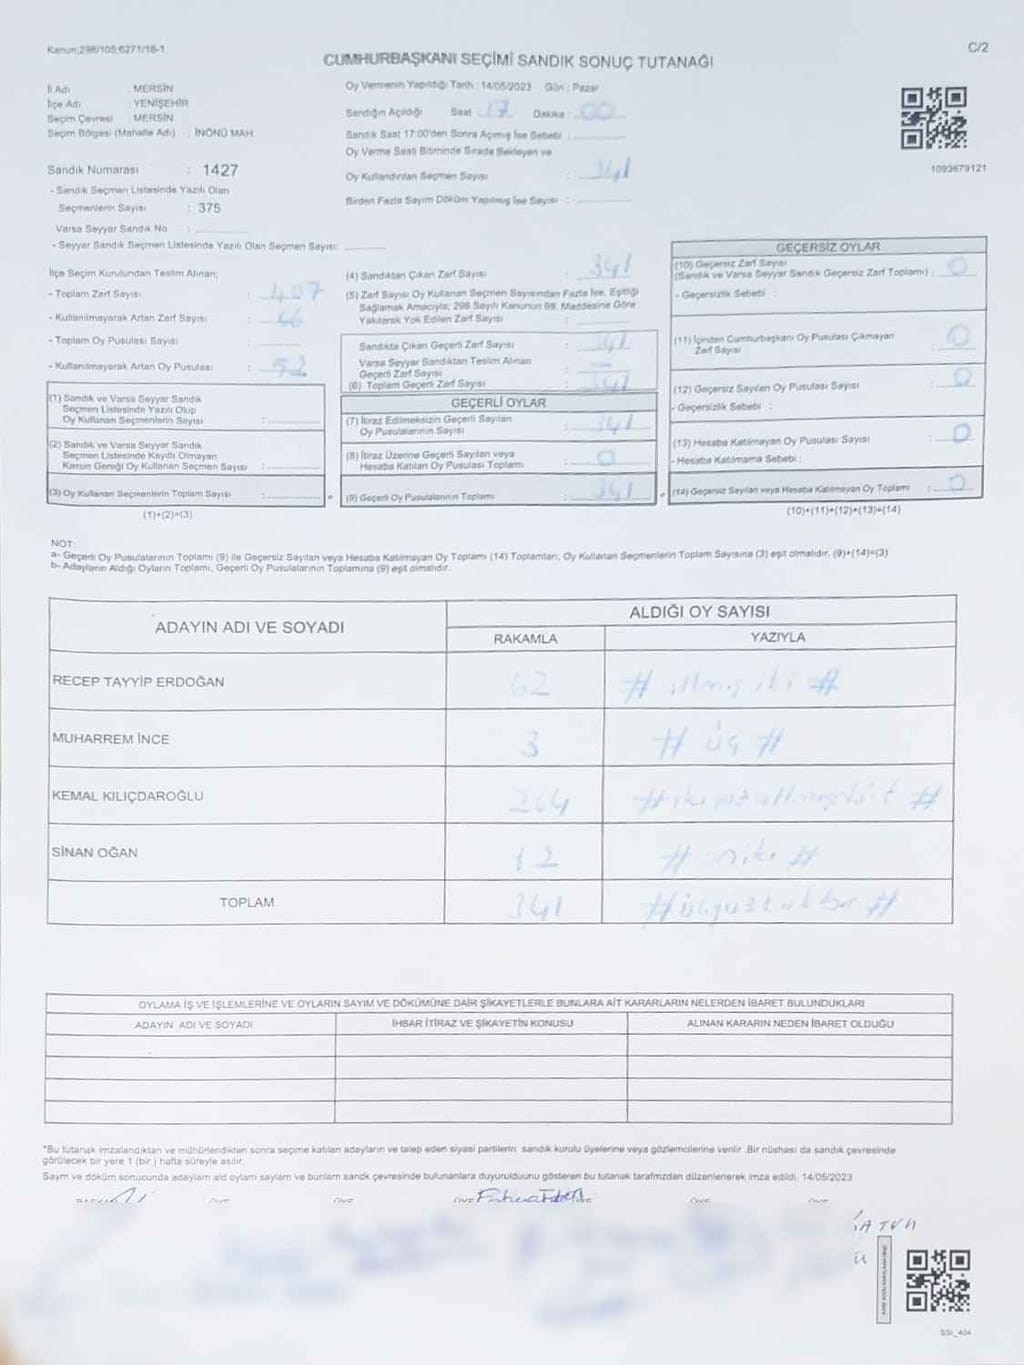 Kanun:298/105;6271/16-1
C/2
CUMHURBAŞKANI SEÇİMİ SANDIK SONUÇ TUTANAĞI
İl Adı : MERSİN
İlçe Adı : YENİŞEHİR
Seçim Çevresi : MERSİN
Seçim Bölgesi (Mahalle Adı) : İNÖNÜ MAH.
Sandık Numarası : 1427
- Sandık Seçmen Listesinde Yazılı Olan
Seçmenlerin Sayısı : 375
Varsa Seyyar Sandık No :
- Seyyar Sandık Seçmen Listesinde Yazılı Olan Seçmen Sayısı:
Oy Vermenin Yapıldığı Tarih : 14/05/2023 Gün : Pazar
Sandığın Açıldığı Saat : 17 Dakika : 00
Sandık Saat 17:00'den Sonra Açılmış İse Sebebi :
Oy Verme Saati Bitiminde Sırada Bekleyen ve
Oy Kullandırılan Seçmen Sayısı : 341
Birden Fazla Sayım Döküm Yapılmış İse Sayısı :
1093679121
İlçe Seçim Kurulundan Teslim Alınan;
- Toplam Zarf Sayısı : 407
- Kullanılmayarak Artan Zarf Sayısı : 66
- Toplam Oy Pusulası Sayısı :
- Kullanılmayarak Artan Oy Pusulası : 52
(1) Sandık ve Varsa Seyyar Sandık
Seçmen Listesinde Yazılı Olup
Oy Kullanan Seçmenlerin Sayısı :
(2) Sandık ve Varsa Seyyar Sandık
Seçmen Listesinde Kayıtlı Olmayan
Kanun Gereği Oy Kullanan Seçmen Sayısı :
(3) Oy Kullanan Seçmenlerin Toplam Sayısı :
(1)+(2)=(3)
(4) Sandıktan Çıkan Zarf Sayısı : 341
(5) Zarf Sayısı Oy Kullanan Seçmen Sayısından Fazla İse, Eşitliği
Sağlamak Amacıyla; 298 Sayılı Kanunun 98. Maddesine Göre
Yakılarak Yok Edilen Zarf Sayısı :
Sandıkta Çıkan Geçerli Zarf Sayısı : 341
Varsa Seyyar Sandıktan Teslim Alınan
Geçerli Zarf Sayısı :
(6) Toplam Geçerli Zarf Sayısı : 341
GEÇERLİ OYLAR
(7) İtiraz Edilmeksizin Geçerli Sayılan
Oy Pusulalarının Sayısı : 341
(8) İtiraz Üzerine Geçerli Sayılan veya
Hesaba Katılan Oy Pusulası Toplamı : 0
(9) Geçerli Oy Pusulalarının Toplamı : 341
GEÇERSİZ OYLAR
(10) Geçersiz Zarf Sayısı
(Sandık ve Varsa Seyyar Sandık Geçersiz Zarf Toplamı) : 0
- Geçersizlik Sebebi :
(11) İçinden Cumhurbaşkanı Oy Pusulası Çıkmayan
Zarf Sayısı : 0
(12) Geçersiz Sayılan Oy Pusulası Sayısı : 0
- Geçersizlik Sebebi :
(13) Hesaba Katılmayan Oy Pusulası Sayısı : 0
- Hesaba Katılmama Sebebi :
(14) Geçersiz Sayılan veya Hesaba Katılmayan Oy Toplamı : 0
(10)+(11)+(12)+(13)=(14)
NOT:
a- Geçerli Oy Pusulalarının Toplamı (9) ile Geçersiz Sayılan veya Hesaba Katılmayan Oy Toplamı (14) Toplamları, Oy Kullanan Seçmenlerin Toplam Sayısına (3) eşit olmalıdır. (9)+(14)=(3)
b- Adayların Aldığı Oyların Toplamı, Geçerli Oy Pusulalarının Toplamına (9) eşit olmalıdır.
ADAYIN ADI VE SOYADI
ALDIĞI OY SAYISI
RAKAMLA YAZIYLA
RECEP TAYYİP ERDOĞAN 62 # altmış iki #
MUHARREM İNCE 3 # üç #
KEMAL KILIÇDAROĞLU 264 # ikiyüzaltmışdört #
SİNAN OĞAN 12 # oniki #
TOPLAM 341 # üçyüzkırkbir #
OYLAMA İŞ VE İŞLEMLERİNE VE OYLARIN SAYIM VE DÖKÜMÜNE DAİR ŞİKAYETLERLE BUNLARA AİT KARARLARIN NELERDEN İBARET BULUNDUKLARI
ADAYIN ADI VE SOYADI
İHBAR İTİRAZ VE ŞİKAYETİN KONUSU
ALINAN KARARIN NEDEN İBARET OLDUĞU
*Bu tutanak imzalandıktan ve mühürlendikten sonra seçime katılan adayların ve talep eden siyasi partilerin sandık kurulu üyelerine veya gözlemcilerine verilir .Bir nüshası da sandık çevresinde
görülecek bir yere 1 (bir) hafta süreyle asılır.
Sayım ve döküm sonucunda adayların aldı oyların sayıların ve bunların sandk çevresinde bulunanlara duyurulduunu gösteren bu tutanak tarafımızdan düzenlenerek imza edildi. 14/05/2023
SSI_404